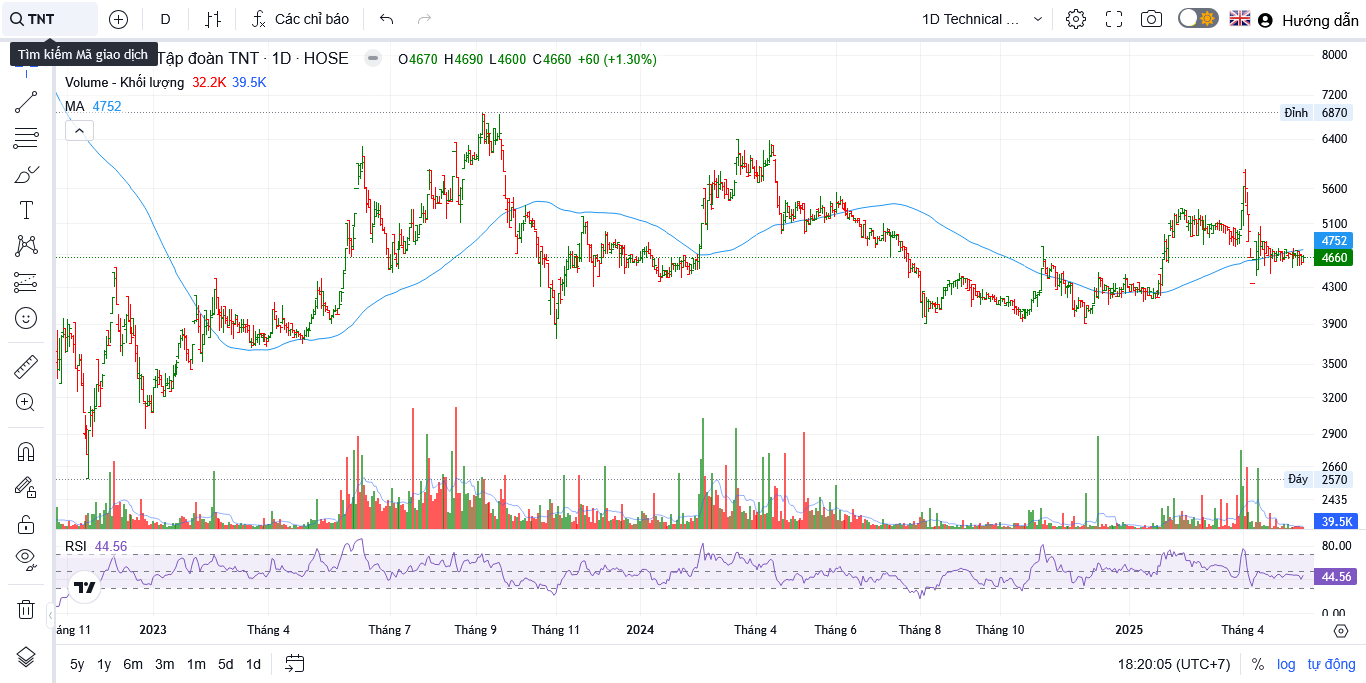 TNT
D
Các chỉ báo
1D Technical ...
Hướng dẫn
Tìm kiếm Mã giao dịch
Tập đoàn TNT · 1D · HOSE
O4670 H4690 L4600 C4660 +60 (+1.30%)
Volume - Khối lượng 32.2K 39.5K
MA 4752
8000
7200
Đỉnh 6870
6400
5600
5100
4752
4660
4300
3900
3500
3200
2900
2660
Đáy 2570
2435
39.5K
RSI 44.56
80.00
44.56
0.00
áng 11 2023 Tháng 4 Tháng 7 Tháng 9 Tháng 11 2024 Tháng 4 Tháng 6 Tháng 8 Tháng 10 2025 Tháng 4
5y 1y 6m 3m 1m 5d 1d
18:20:05 (UTC+7) % log tự động